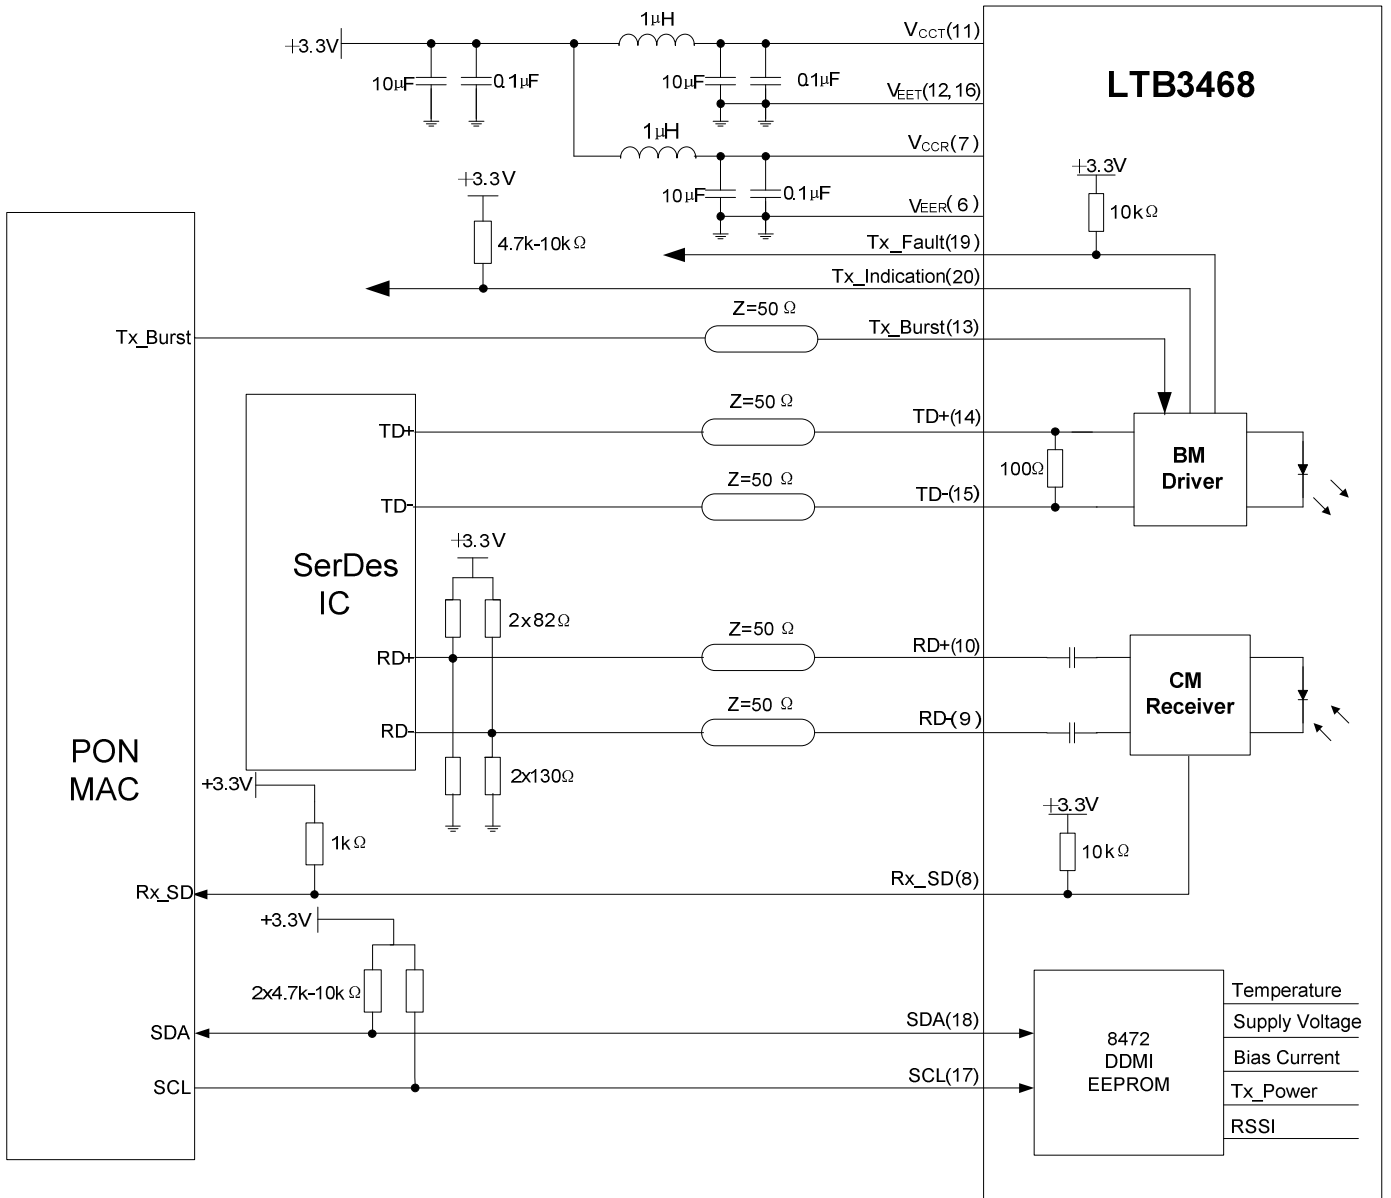 1μH
VCCT(11)
+3.3V
10μF
0.1μF
10μF
0.1μF
LTB3468
VEET(12,16)
1μH
VCCR(7)
+3.3V
+3.3V
10μF
0.1μF
VEER(6)
10kΩ
4.7k-10kΩ
Tx_Fault(19)
Tx_Indication(20)
Z=50 Ω
Tx_Burst
Tx_Burst(13)
Z=50 Ω
TD+
TD+(14)
BM
Driver
100Ω
Z=50 Ω
TD-
TD-(15)
+3.3V
SerDes
IC
2x82Ω
Z=50 Ω
RD+
RD+(10)
CM
Receiver
Z=50 Ω
RD-
RD-(9)
PON
MAC
2x130Ω
+3.3V
+3.3V
1kΩ
10kΩ
Rx_SD
Rx_SD(8)
+3.3V
2x4.7k-10kΩ
Temperature
SDA
SDA(18)
Supply Voltage
8472
DDMI
EEPROM
Bias Current
SCL
SCL(17)
Tx_Power
RSSI